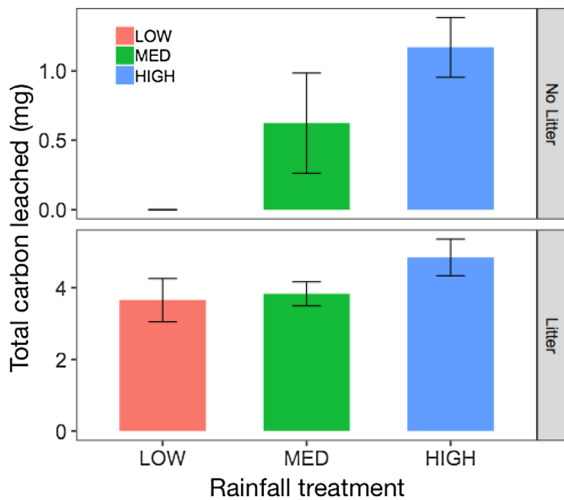 LOW
MED
HIGH
1.0
0.5
0.0
No Litter
4
2
0
Litter
Total carbon leached (mg)
LOW MED HIGH
Rainfall treatment